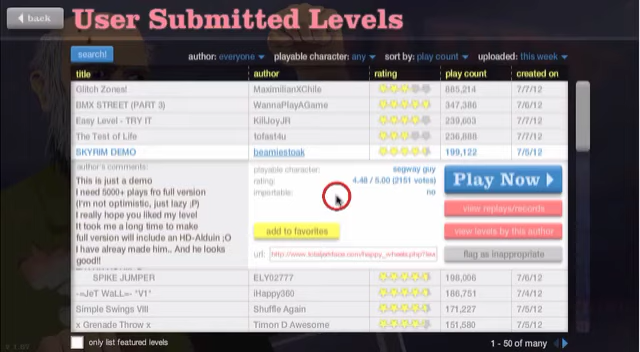 back
User Submitted Levels
search!
author: everyone playable character: any sort by: play count uploaded: this week
title author rating play count created on
Glitch Zones! MaximilianXChile 885,214 7/7/12
BMX STREET (PART 3) WannaPlayAGame 347,386 7/6/12
Easy Level - TRY IT KillJoyJR 7/7/12
The Test of Life tofast4u 236,888 7/7/12
SKYRIM DEMO beamiestoak 199,122 7/6/12
author's comments:
This is just a demo
I need 5000+ plays fro full version
(I'm not optimistic, just lazy ;P)
I really hope you liked my level
It took me a long time to make
full version will include an HD-Alduin ;O
I have alreay made him.. And he looks
good!!
playable character: segway guy
rating: 4.48 / 5.00 (2151 votes)
importable: no
add to favorites
url: http://www.totaljerkface.com/happy_wheels.php?
Play Now
view replays/records
view levels by this author
flag as inappropriate
SPIKE JUMPER ELY02777 198,006 7/6/12
-=JeT WaLL=- "V1" iHappy360 186,751 7/4/12
Simple Swings VIII Shuffle Again 171,227 7/5/12
x Grenade Throw x Timon D Awesome 151,580 7/5/12
only list featured levels
1 - 50 of many